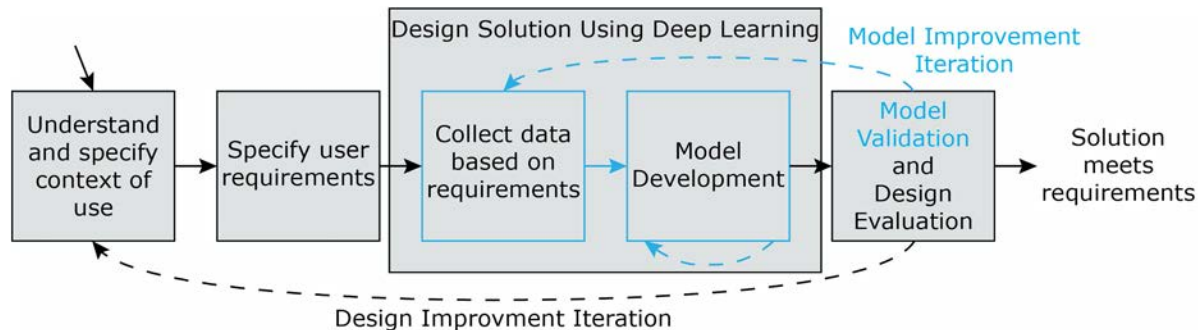 Design Solution Using Deep Learning
Model Improvement
Iteration
Understand
and specify
context of
use
Specify user
requirements
Collect data
based on
requirements
Model
Development
Model
Validation
and
Design
Evaluation
Solution
meets
requirements
Design Improvment Iteration